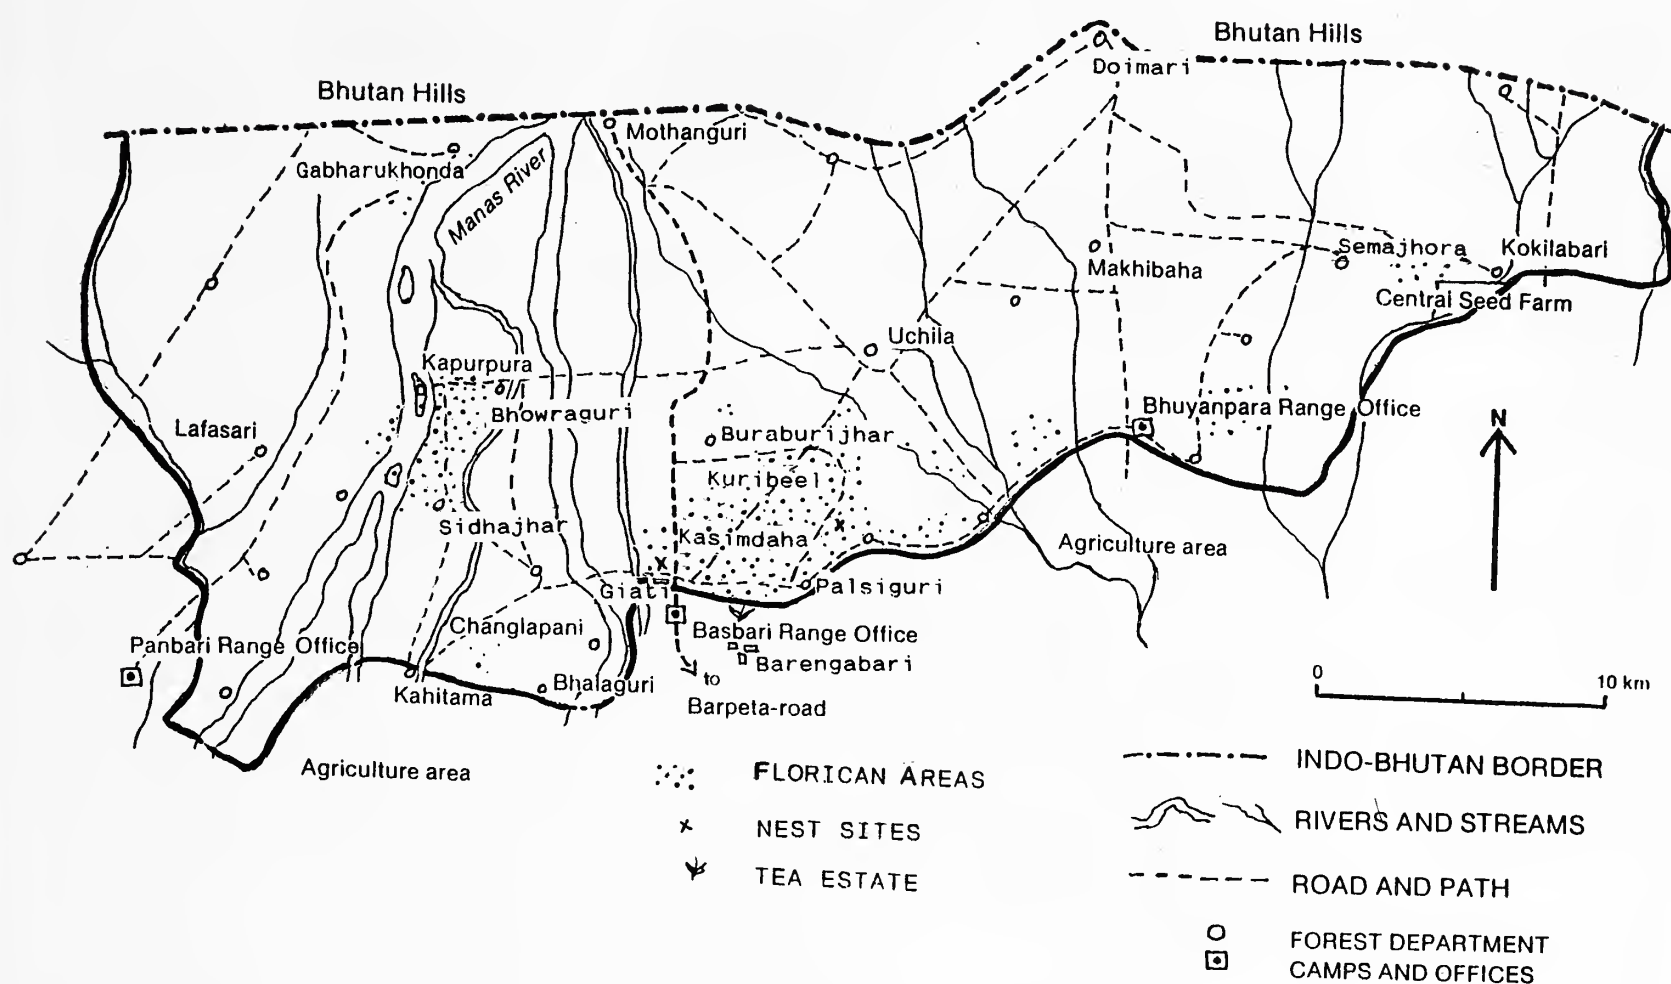 Bhutan Hills
Doimari
Bhutan Hills
Mothanguri
Gabharukhonda
Manas River
Semajhora
Kokilabari
Makhibaha
Central Seed Farm
Uchila
Kapurpura
Bhowraguri
Bhuyanpara Range Office
N
Lafasari
Buraburijhar
Kuribeel
Sidhajhar
Kasimdaha
Agriculture area
Giati
Palsiguri
Changlapani
Basbari Range Office
Panbari Range Office
Barengabari
to
Barpeta-road
Kahitama
Bhalaguri
0
10 km
Agriculture area
FLORICAN AREAS
NEST SITES
TEA ESTATE
INDO-BHUTAN BORDER
RIVERS AND STREAMS
ROAD AND PATH
FOREST DEPARTMENT
CAMPS AND OFFICES